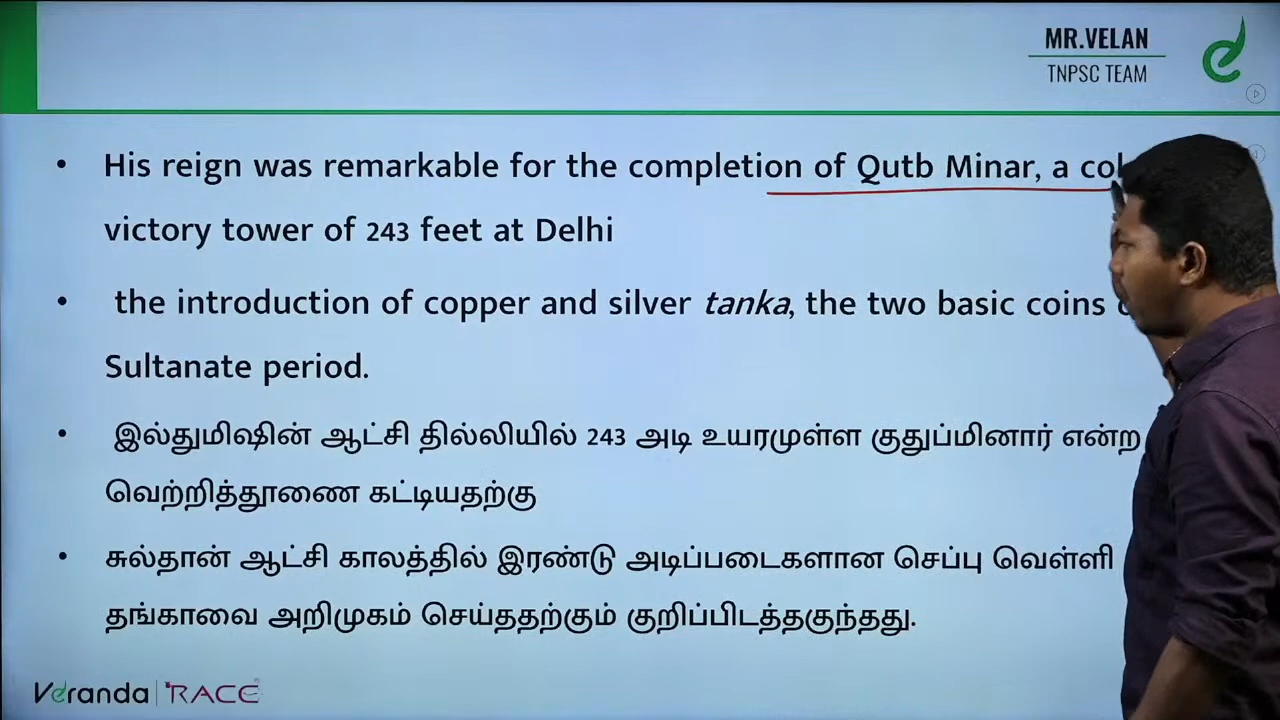 MR.VELAN
TNPSC TEAM
• His reign was remarkable for the completion of Qutb Minar, a
victory tower of 243 feet at Delhi
• the introduction of copper and silver tanka, the two basic coins
Sultanate period.
• இல்துமிஷின் ஆட்சி தில்லியில் 243 அடி உயரமுள்ள குதுப்மினார் என்ற
வெற்றித்தூணை கட்டியதற்கு
• சுல்தான் ஆட்சி காலத்தில் இரண்டு அடிப்படைகளான செப்பு வெள்ளி
தங்காவை அறிமுகம் செய்ததற்கும் குறிப்பிடத்தகுந்தது.
Veranda RACE